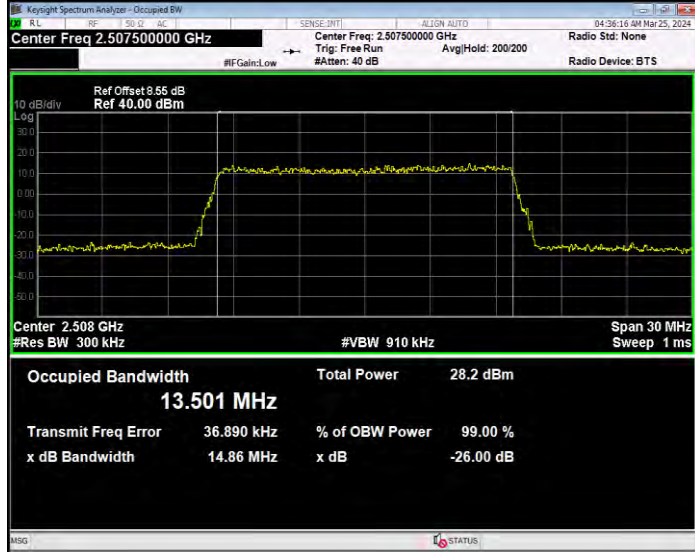 Keysight Spectrum Analyzer - Occupied BW
RL RF 50 Ω AC SENSE:INT ALIGN AUTO 04:36:16 AM Mar 25, 2024
Center Freq 2.507500000 GHz Center Freq: 2.507500000 GHz Radio Std: None
Trig: Free Run Avg|Hold: 200/200
#IFGain:Low #Atten: 40 dB Radio Device: BTS
Ref Offset 8.55 dB
10 dB/div Ref 40.00 dBm
Log
30.0
20.0
10.0
0.00
-10.0
-20.0
-30.0
-40.0
-50.0
Center 2.508 GHz Span 30 MHz
#Res BW 300 kHz #VBW 910 kHz Sweep 1 ms
Occupied Bandwidth Total Power 28.2 dBm
13.501 MHz
Transmit Freq Error 36.890 kHz % of OBW Power 99.00 %
x dB Bandwidth 14.86 MHz x dB -26.00 dB
MSG STATUS